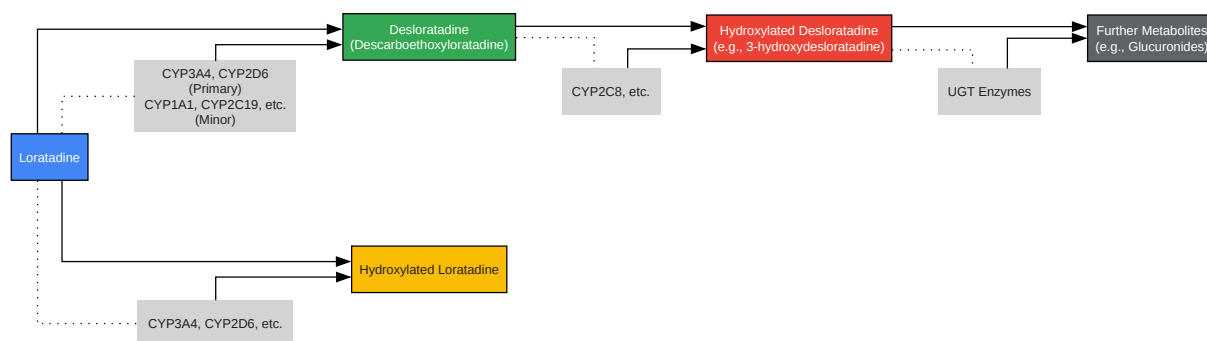 Desloratadine
(Descarboethoxyloratadine)
Hydroxylated Desloratadine
(e.g., 3-hydroxydesloratadine)
Further Metabolites
(e.g., Glucuronides)
CYP3A4, CYP2D6
(Primary)
CYP1A1, CYP2C19, etc.
(Minor)
CYP2C8, etc.
UGT Enzymes
Loratadine
Hydroxylated Loratadine
CYP3A4, CYP2D6, etc.